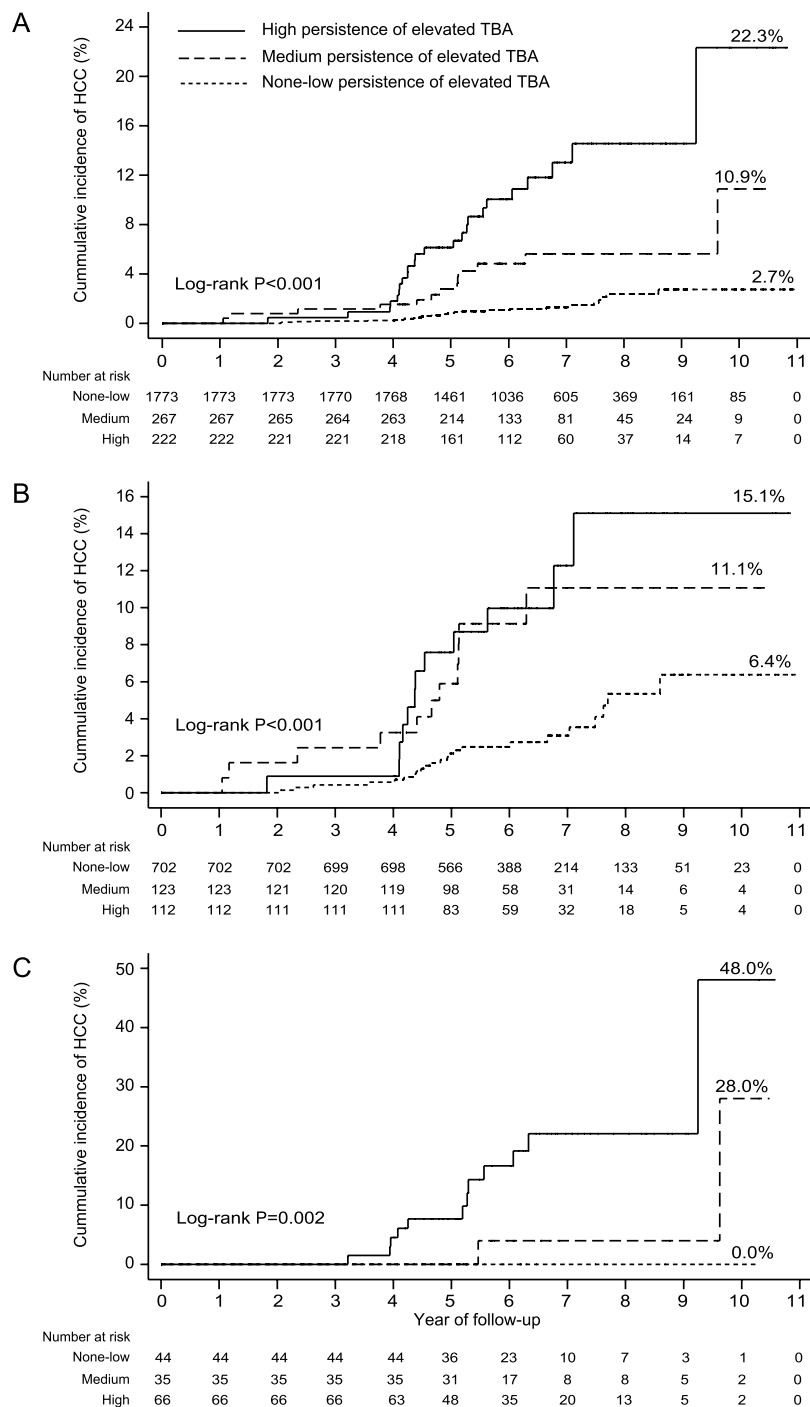 A
Cummulative incidence of HCC (%)
24
20
16
12
8
4
0
High persistence of elevated TBA
Medium persistence of elevated TBA
None-low persistence of elevated TBA
22.3%
10.9%
2.7%
Log-rank P<0.001
0 1 2 3 4 5 6 7 8 9 10 11
Number at risk
None-low 1773 1773 1773 1770 1768 1461 1036 605 369 161 85 0
Medium 267 267 265 264 263 214 133 81 45 24 9 0
High 222 222 221 221 218 161 112 60 37 14 7 0
B
Cummulative incidence of HCC (%)
16
14
12
10
8
6
4
2
0
15.1%
11.1%
6.4%
Log-rank P<0.001
0 1 2 3 4 5 6 7 8 9 10 11
Number at risk
None-low 702 702 702 699 698 566 388 214 133 51 23 0
Medium 123 123 121 120 119 98 58 31 14 6 4 0
High 112 112 111 111 111 83 59 32 18 5 4 0
C
Cummulative incidence of HCC (%)
50
40
30
20
10
0
48.0%
28.0%
0.0%
Log-rank P=0.002
0 1 2 3 4 5 6 7 8 9 10 11
Year of follow-up
Number at risk
None-low 44 44 44 44 44 36 23 10 7 3 1 0
Medium 35 35 35 35 35 31 17 8 8 5 2 0
High 66 66 66 66 63 48 35 20 13 5 2 0